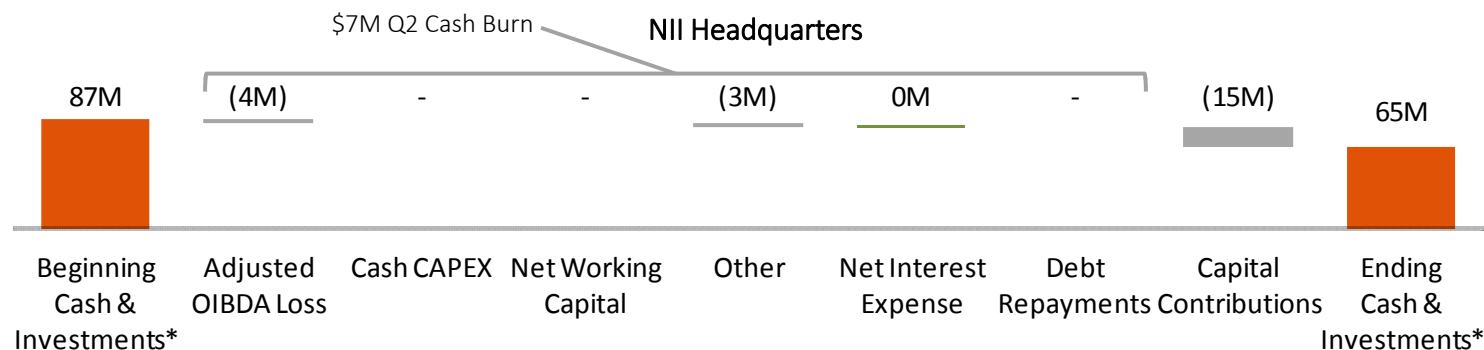 $7M Q2 Cash Burn
NII Headquarters
87M
(4M)
-
-
(3M)
0M
-
(15M)
65M
Beginning
Cash &
Investments*
Adjusted
OIBDA Loss
Cash CAPEX
Net Working
Capital
Other
Net Interest
Expense
Debt
Repayments
Capital
Contributions
Ending
Cash &
Investments*